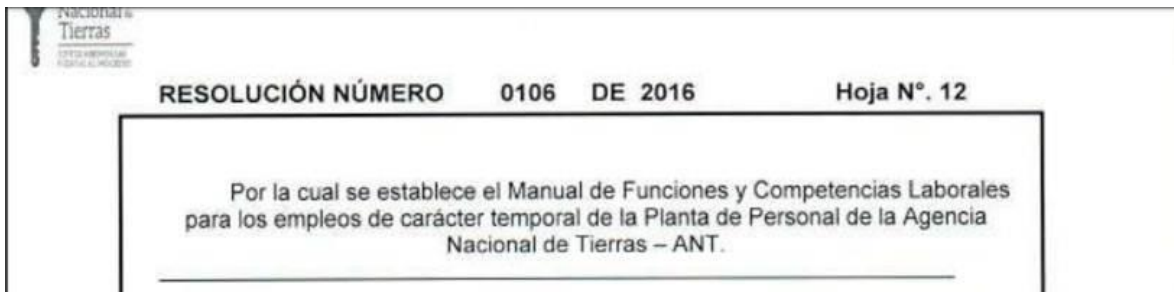 Nacional de
Tierras
RESOLUCIÓN NÚMERO 0106 DE 2016 Hoja N°. 12
Por la cual se establece el Manual de Funciones y Competencias Laborales
para los empleos de carácter temporal de la Planta de Personal de la Agencia
Nacional de Tierras – ANT.